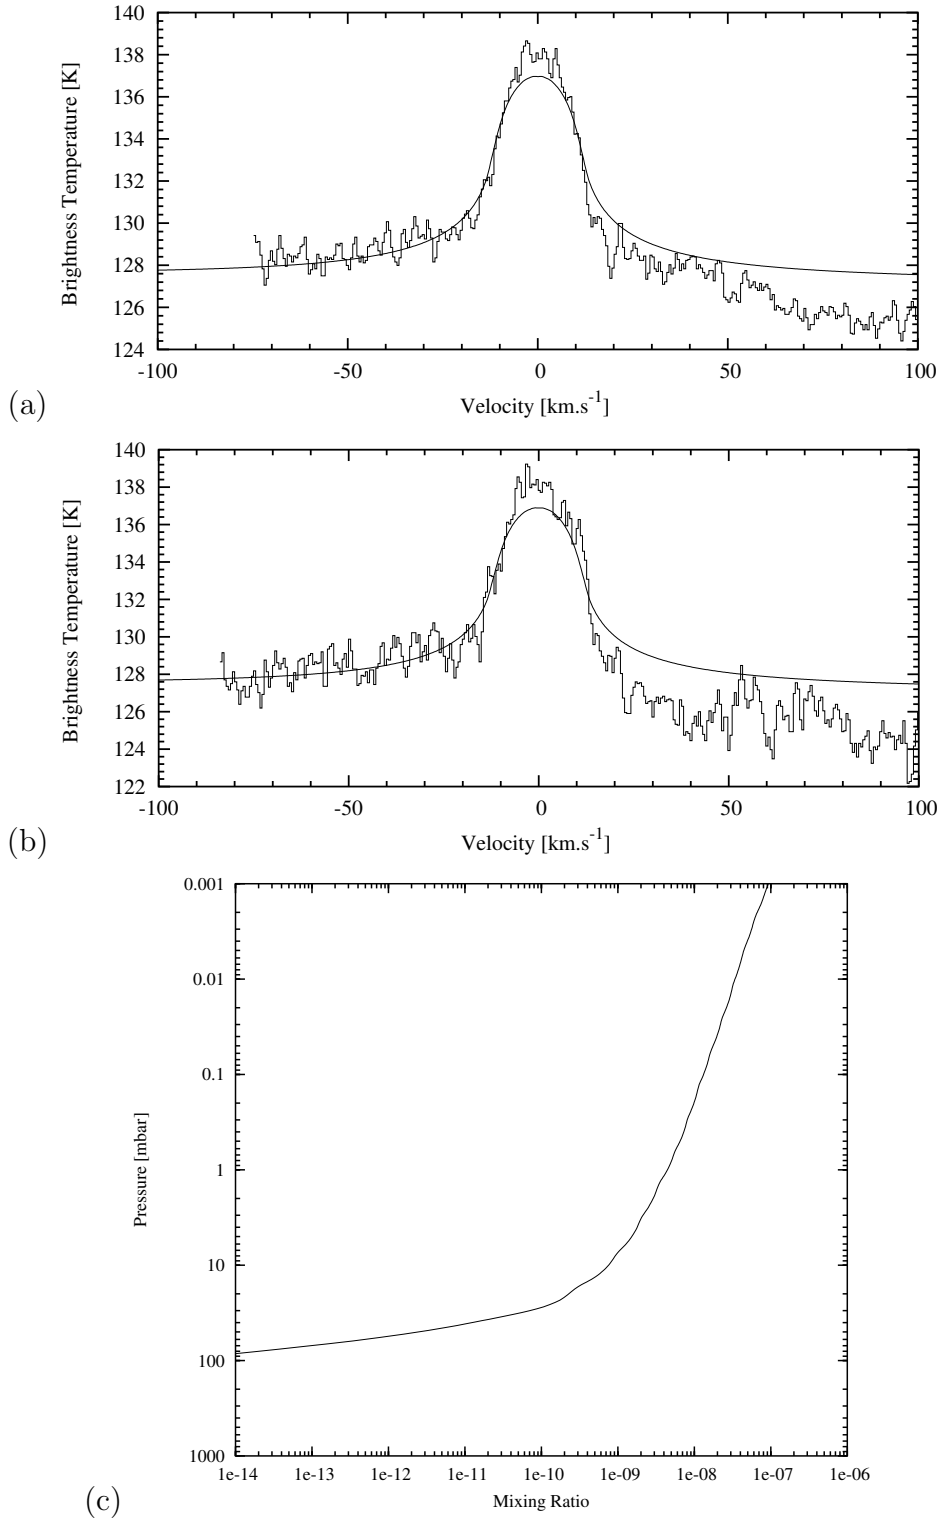 140
138
136
134
132
130
128
126
124
Brightness Temperature [K]
-100
-50
0
50
100
(a)
Velocity [km.s-1]
140
138
136
134
132
130
128
126
124
122
Brightness Temperature [K]
-100
-50
0
50
100
(b)
Velocity [km.s-1]
0.001
0.01
0.1
1
10
100
1000
Pressure [mbar]
1e-14
1e-13
1e-12
1e-11
1e-10
1e-09
1e-08
1e-07
1e-06
(c)
Mixing Ratio